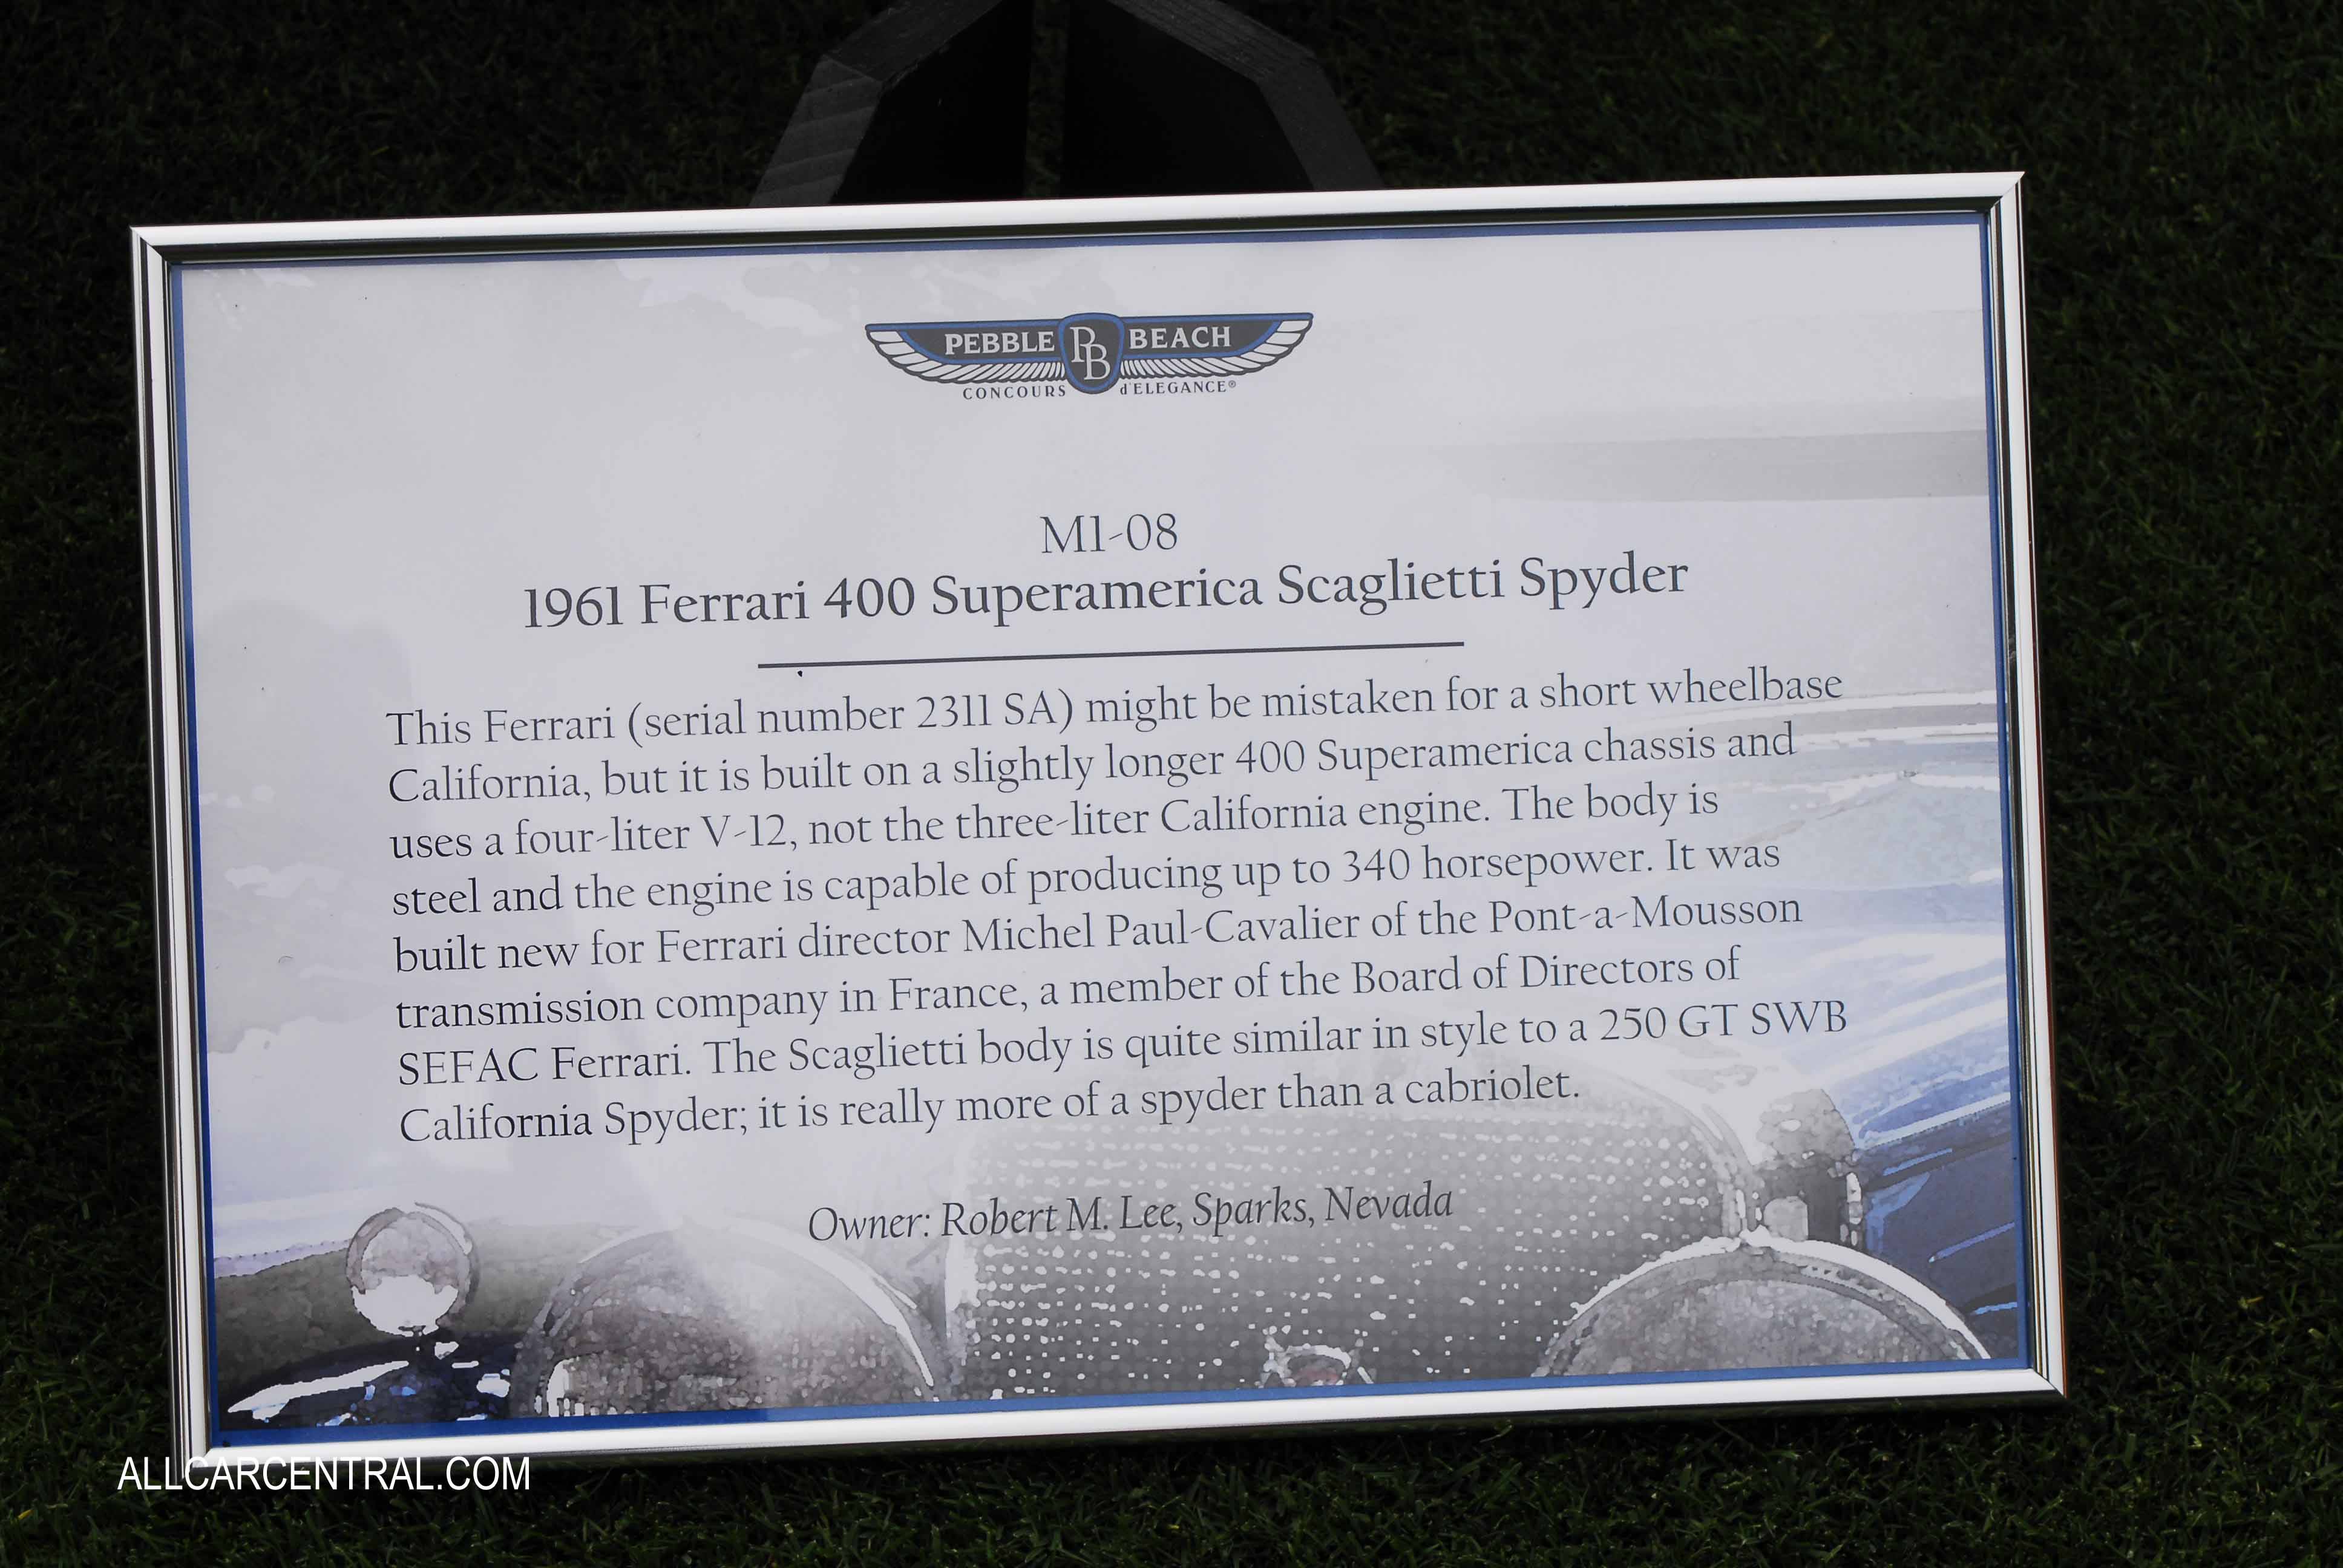 PEBBLE PB BEACH
CONCOURS d'ELEGANCE®
M1-08
1961 Ferrari 400 Superamerica Scaglietti Spyder
This Ferrari (serial number 2311 SA) might be mistaken for a short wheelbase
California, but it is built on a slightly longer 400 Superamerica chassis and
uses a four-liter V-12, not the three-liter California engine. The body is
steel and the engine is capable of producing up to 340 horsepower. It was
built new for Ferrari director Michel Paul-Cavalier of the Pont-a-Mousson
transmission company in France, a member of the Board of Directors of
SEFAC Ferrari. The Scaglietti body is quite similar in style to a 250 GT SWB
California Spyder; it is really more of a spyder than a cabriolet.
Owner: Robert M. Lee, Sparks, Nevada
ALLCARCENTRAL.COM